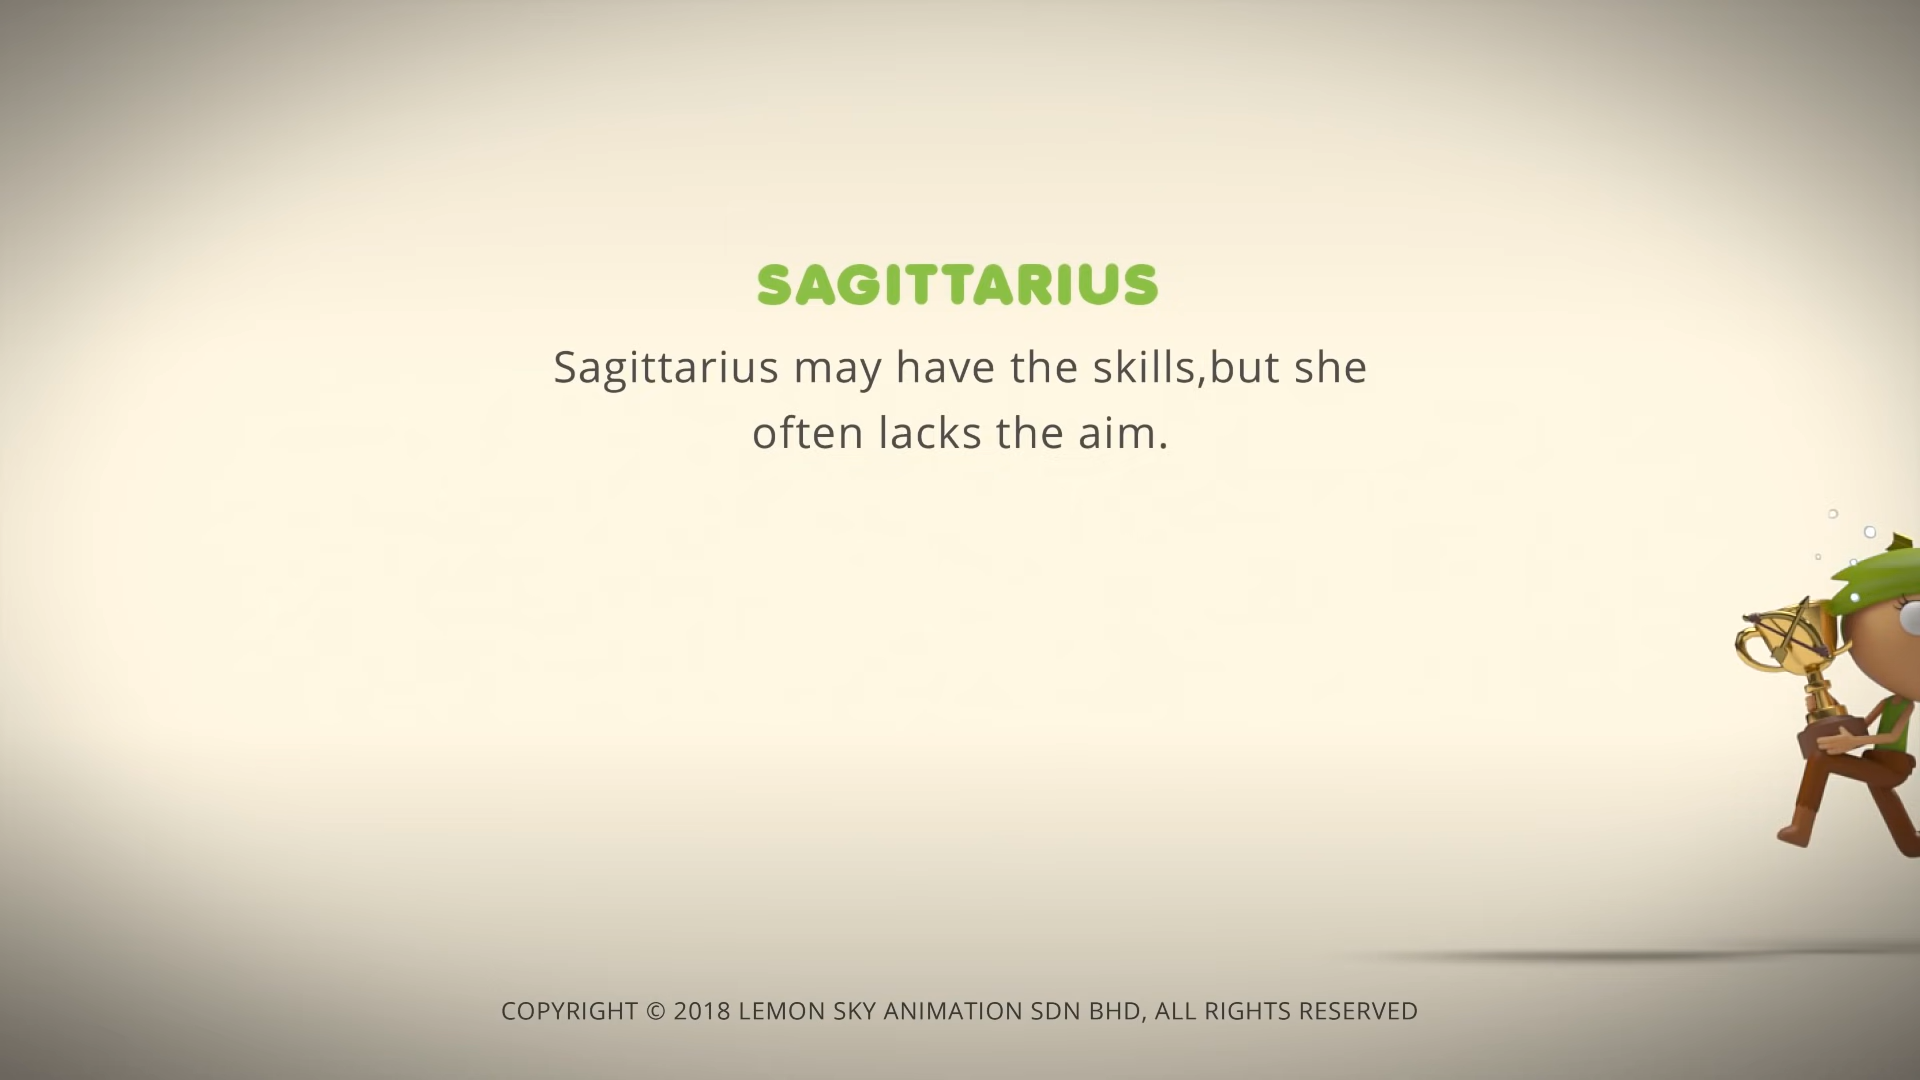 SAGITTARIUS
Sagittarius may have the skills,but she
often lacks the aim.
COPYRIGHT © 2018 LEMON SKY ANIMATION SDN BHD, ALL RIGHTS RESERVED